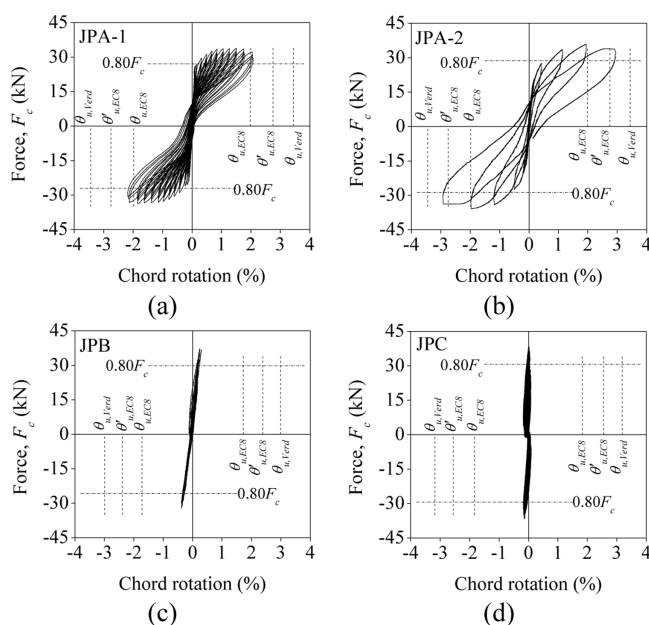 JPA-1
0.80F_c
θ_u,Verd
θ'_u,EC8
θ_u,EC8
θ_u,EC8
θ'_u,EC8
θ_u,Verd
0.80F_c
Force, F_c (kN)
45
30
15
0
-15
-30
-45
-4 -3 -2 -1 0 1 2 3 4
Chord rotation (%)
(a)
JPA-2
0.80F_c
θ_u,Verd
θ'_u,EC8
θ_u,EC8
θ_u,EC8
θ'_u,EC8
θ_u,Verd
0.80F_c
Force, F_c (kN)
45
30
15
0
-15
-30
-45
-4 -3 -2 -1 0 1 2 3 4
Chord rotation (%)
(b)
JPB
0.80F_c
θ_u,Verd
θ'_u,EC8
θ_u,EC8
θ_u,EC8
θ'_u,EC8
θ_u,Verd
0.80F_c
Force, F_c (kN)
45
30
15
0
-15
-30
-45
-4 -3 -2 -1 0 1 2 3 4
Chord rotation (%)
(c)
JPC
0.80F_c
θ_u,Verd
θ'_u,EC8
θ_u,EC8
θ_u,EC8
θ'_u,EC8
θ_u,Verd
0.80F_c
Force, F_c (kN)
45
30
15
0
-15
-30
-45
-4 -3 -2 -1 0 1 2 3 4
Chord rotation (%)
(d)